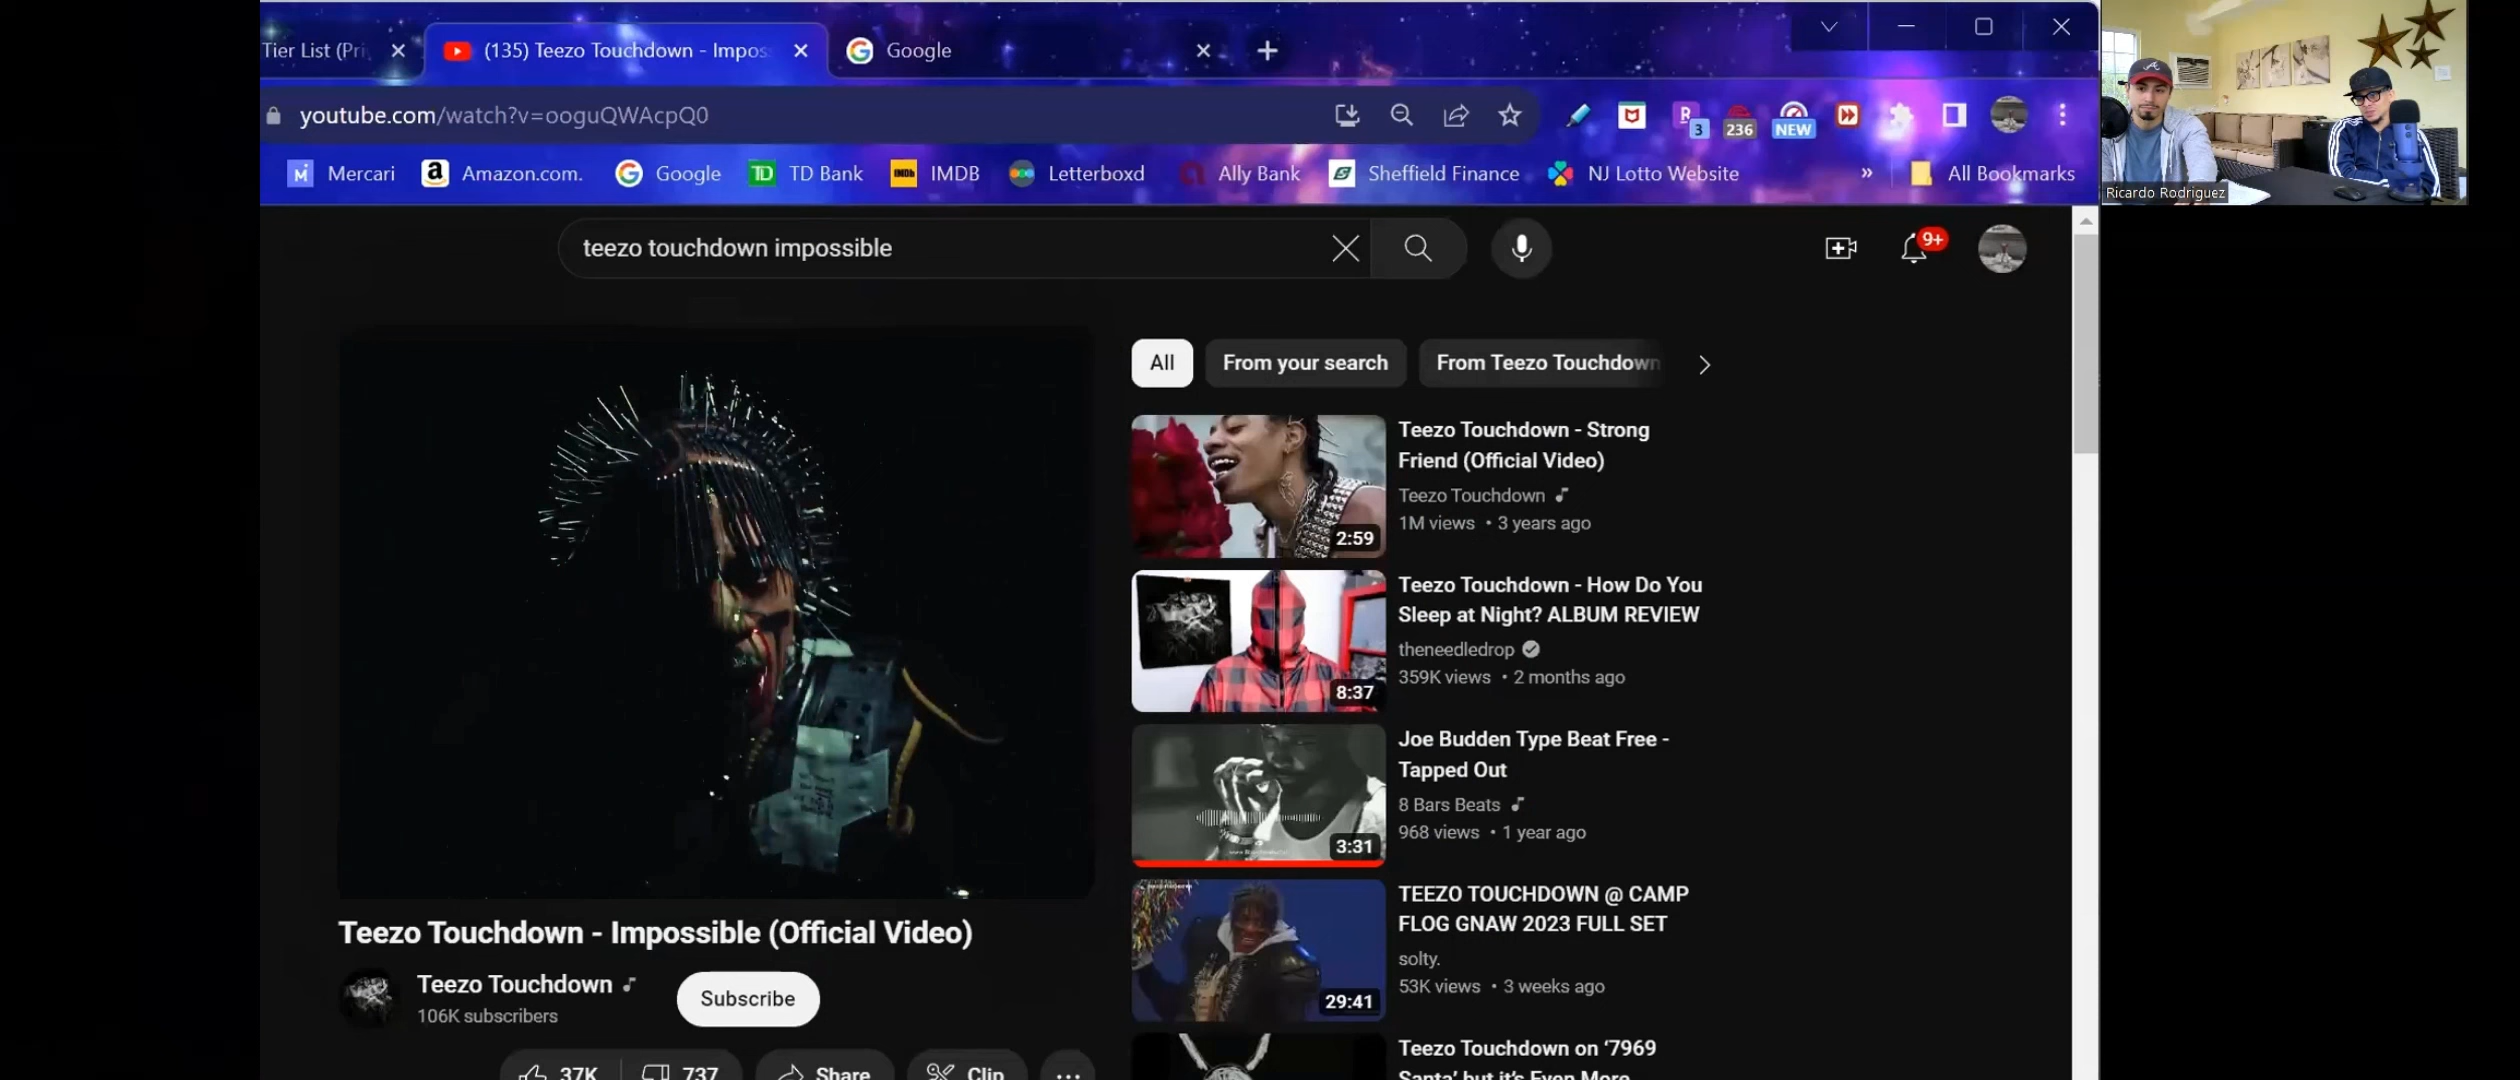 Tier List (Pri
(135) Teezo Touchdown - Impos
Google
youtube.com/watch?v=ooguQWAcpQ0
3
236
NEW
Mercari
Amazon.com.
Google
TD Bank
IMDB
Letterboxd
Ally Bank
Sheffield Finance
NJ Lotto Website
»
All Bookmarks
Ricardo Rodriguez
teezo touchdown impossible
9+
All
From your search
From Teezo Touchdown
Teezo Touchdown - Strong
Friend (Official Video)
Teezo Touchdown
1M views • 3 years ago
2:59
Teezo Touchdown - How Do You
Sleep at Night? ALBUM REVIEW
theneedledrop
359K views • 2 months ago
8:37
Joe Budden Type Beat Free -
Tapped Out
8 Bars Beats
968 views • 1 year ago
3:31
TEEZO TOUCHDOWN @ CAMP
FLOG GNAW 2023 FULL SET
solty.
53K views • 3 weeks ago
29:41
Teezo Touchdown on ‘7969
Santa’ but it’s Even More
Teezo Touchdown - Impossible (Official Video)
Teezo Touchdown
106K subscribers
Subscribe
37K
737
Share
Clip